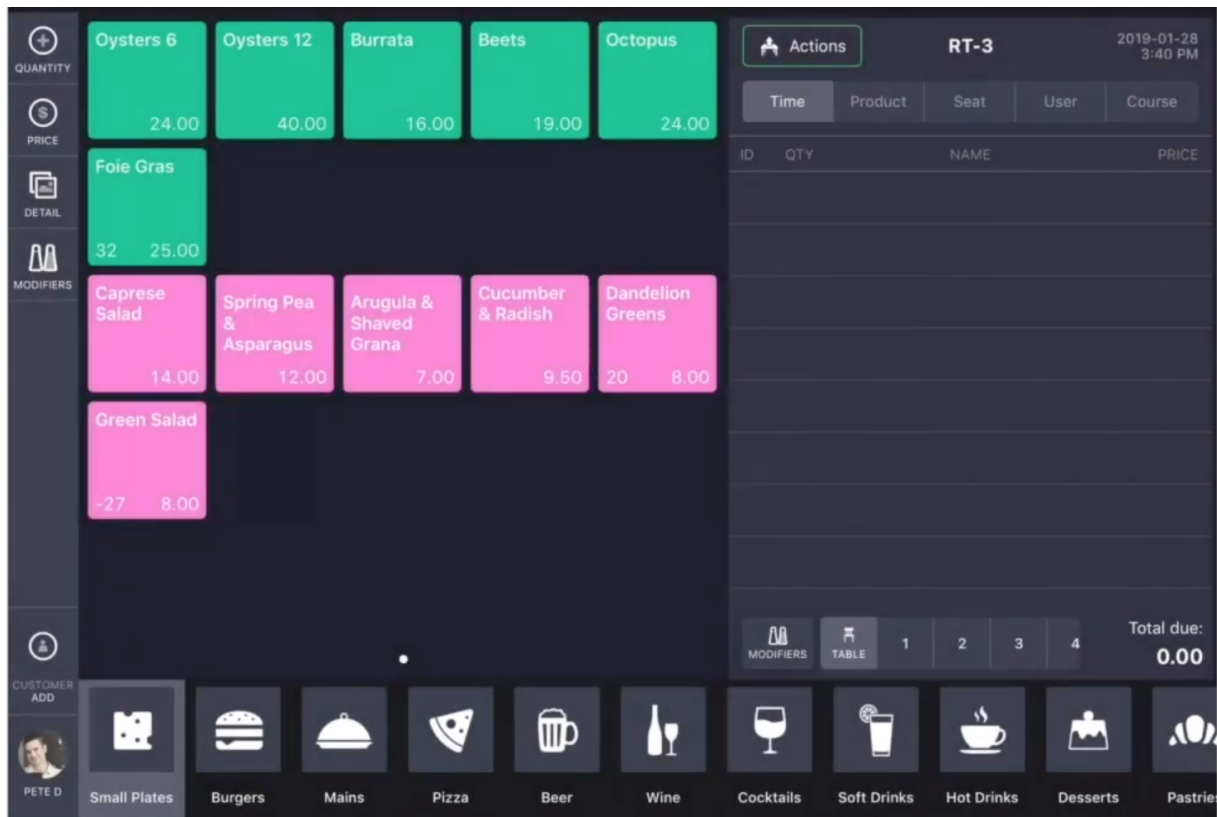 QUANTITY
PRICE
DETAIL
MODIFIERS
CUSTOMER
ADD
PETE D
Oysters 6
24.00
Oysters 12
40.00
Burrata
16.00
Beets
19.00
Octopus
24.00
Foie Gras
32 25.00
Caprese
Salad
14.00
Spring Pea
&
Asparagus
12.00
Arugula &
Shaved
Grana
7.00
Cucumber
& Radish
9.50
Dandelion
Greens
20 8.00
Green Salad
-27 8.00
Actions
RT-3
2019-01-28
3:40 PM
Time Product Seat User Course
ID QTY NAME PRICE
MODIFIERS
TABLE
1 2 3 4
Total due:
0.00
Small Plates Burgers Mains Pizza Beer Wine Cocktails Soft Drinks Hot Drinks Desserts Pastries